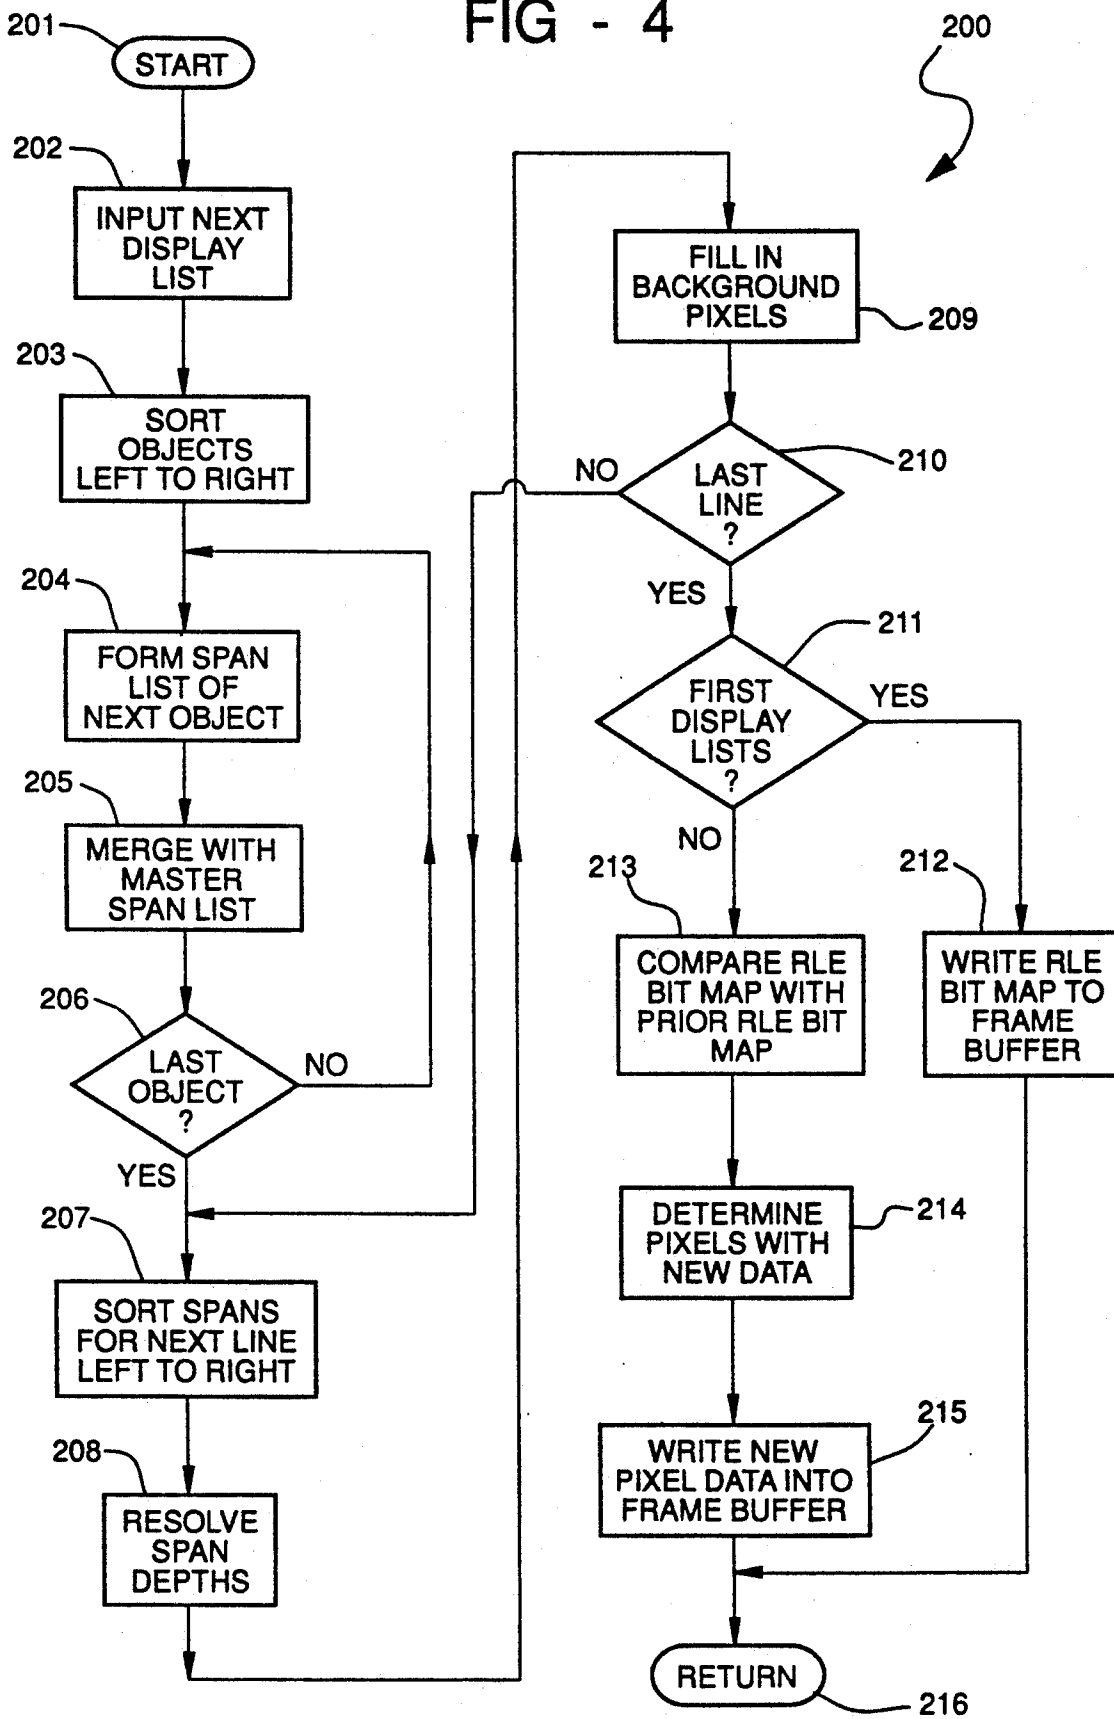 FIG - 4
200
201
START
202
INPUT NEXT
DISPLAY
LIST
203
SORT
OBJECTS
LEFT TO RIGHT
204
FORM SPAN
LIST OF
NEXT OBJECT
205
MERGE WITH
MASTER
SPAN LIST
206
LAST
OBJECT
?
NO
YES
207
SORT SPANS
FOR NEXT LINE
LEFT TO RIGHT
208
RESOLVE
SPAN
DEPTHS
FILL IN
BACKGROUND
PIXELS
209
210
LAST
LINE
?
NO
YES
211
FIRST
DISPLAY
LISTS
?
YES
NO
213
COMPARE RLE
BIT MAP WITH
PRIOR RLE BIT
MAP
212
WRITE RLE
BIT MAP TO
FRAME
BUFFER
DETERMINE
PIXELS WITH
NEW DATA
214
215
WRITE NEW
PIXEL DATA INTO
FRAME BUFFER
RETURN
216